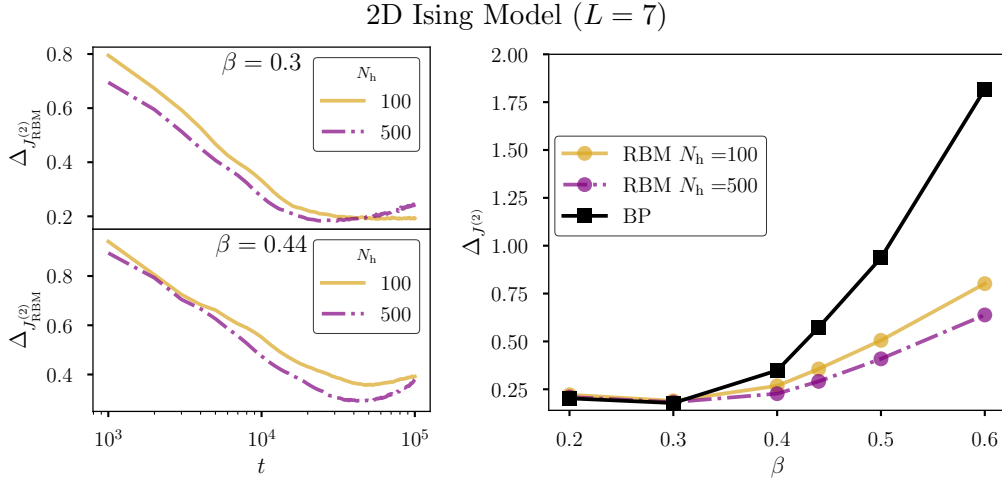 2D Ising Model (L = 7)
β = 0.3
N_h
100
500
0.8
0.6
0.4
0.2
Δ_{J^{(2)}_{RBM}}
β = 0.44
N_h
100
500
0.8
0.6
0.4
Δ_{J^{(2)}_{RBM}}
10^3
10^4
10^5
t
2.00
1.75
1.50
1.25
1.00
0.75
0.50
0.25
Δ_{J^{(2)}}
RBM N_h =100
RBM N_h =500
BP
0.2
0.3
0.4
0.5
0.6
β